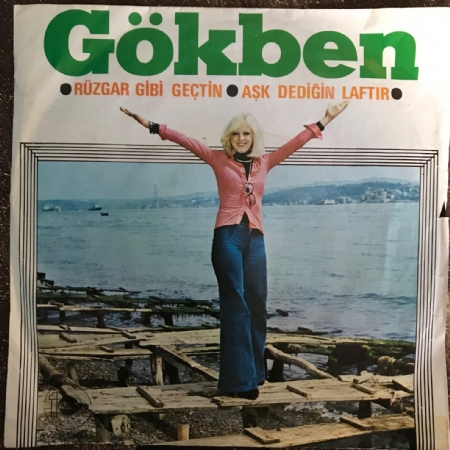 Gökben
● RÜZGAR GİBİ GEÇTİN ● AŞK DEDİĞİN LAFTIR ●